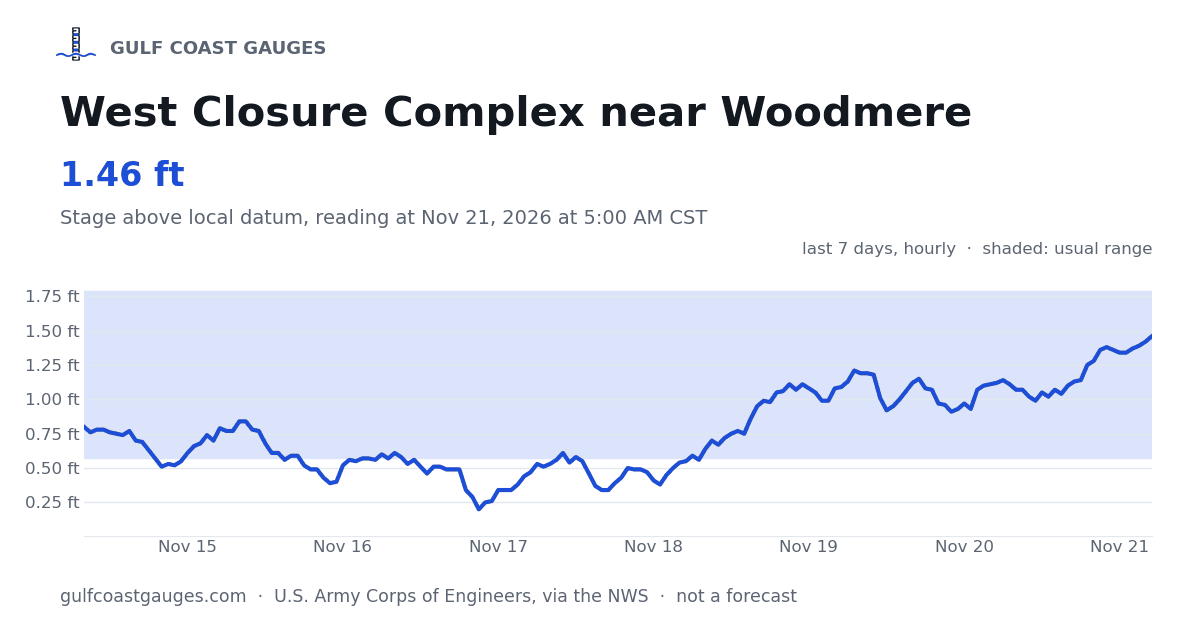 GULF COAST GAUGES
West Closure Complex near Woodmere
1.46 ft
Stage above local datum, reading at Nov 21, 2026 at 5:00 AM CST
last 7 days, hourly · shaded: usual range
1.75 ft
1.50 ft
1.25 ft
1.00 ft
0.75 ft
0.50 ft
0.25 ft
Nov 15 Nov 16 Nov 17 Nov 18 Nov 19 Nov 20 Nov 21
gulfcoastgauges.com · U.S. Army Corps of Engineers, via the NWS · not a forecast